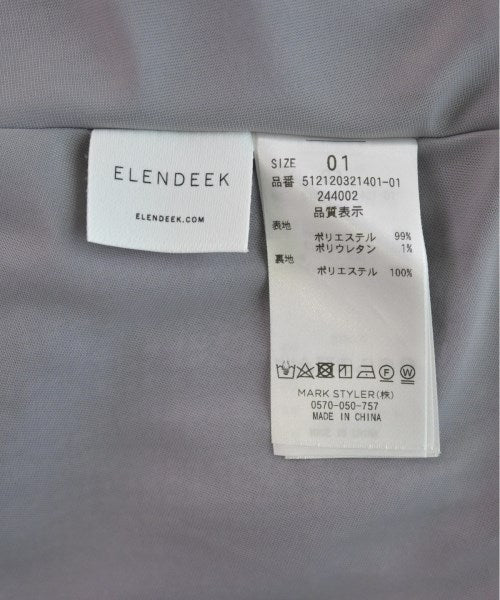 ELENDEEK
ELENDEEK.COM
SIZE 01
品番 512120321401-01
244002
品質表示
表地
ポリエステル 99%
ポリウレタン 1%
裏地
ポリエステル 100%
MARK STYLER(株)
0570-050-757
MADE IN CHINA